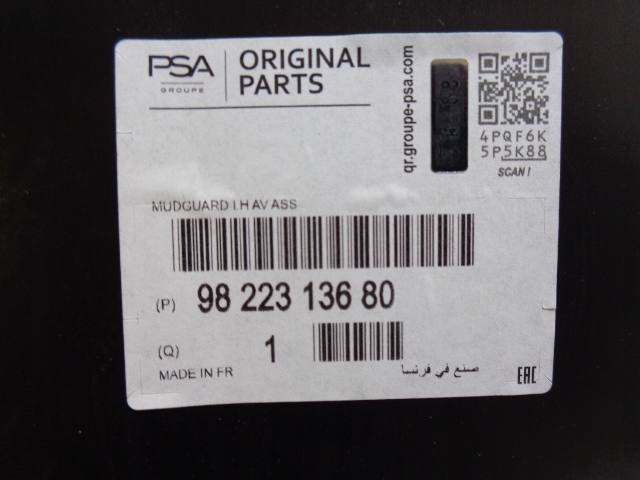 PSA
GROUPE
ORIGINAL
PARTS
qr.groupe-psa.com
4PQF6K
5P5K88
SCAN!
MUDGUARD LH AV ASS
(P) 98 223 136 80
(Q) 1
MADE IN FR
صنع في فرنسا
EAC